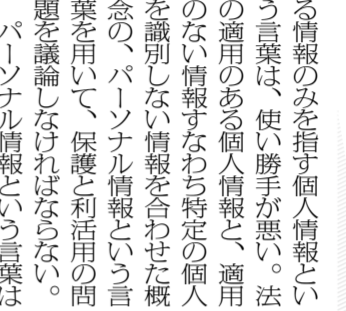 る情報のみを指す個人情報とい
う言葉は、使い勝手が悪い。法
の適用のある個人情報と、適用
のない情報すなわち特定の個人
を識別しない情報を合わせた概
念の、パーソナル情報という言
葉を用いて、保護と利活用の問
題を議論しなければならない。
パーソナル情報という言葉は